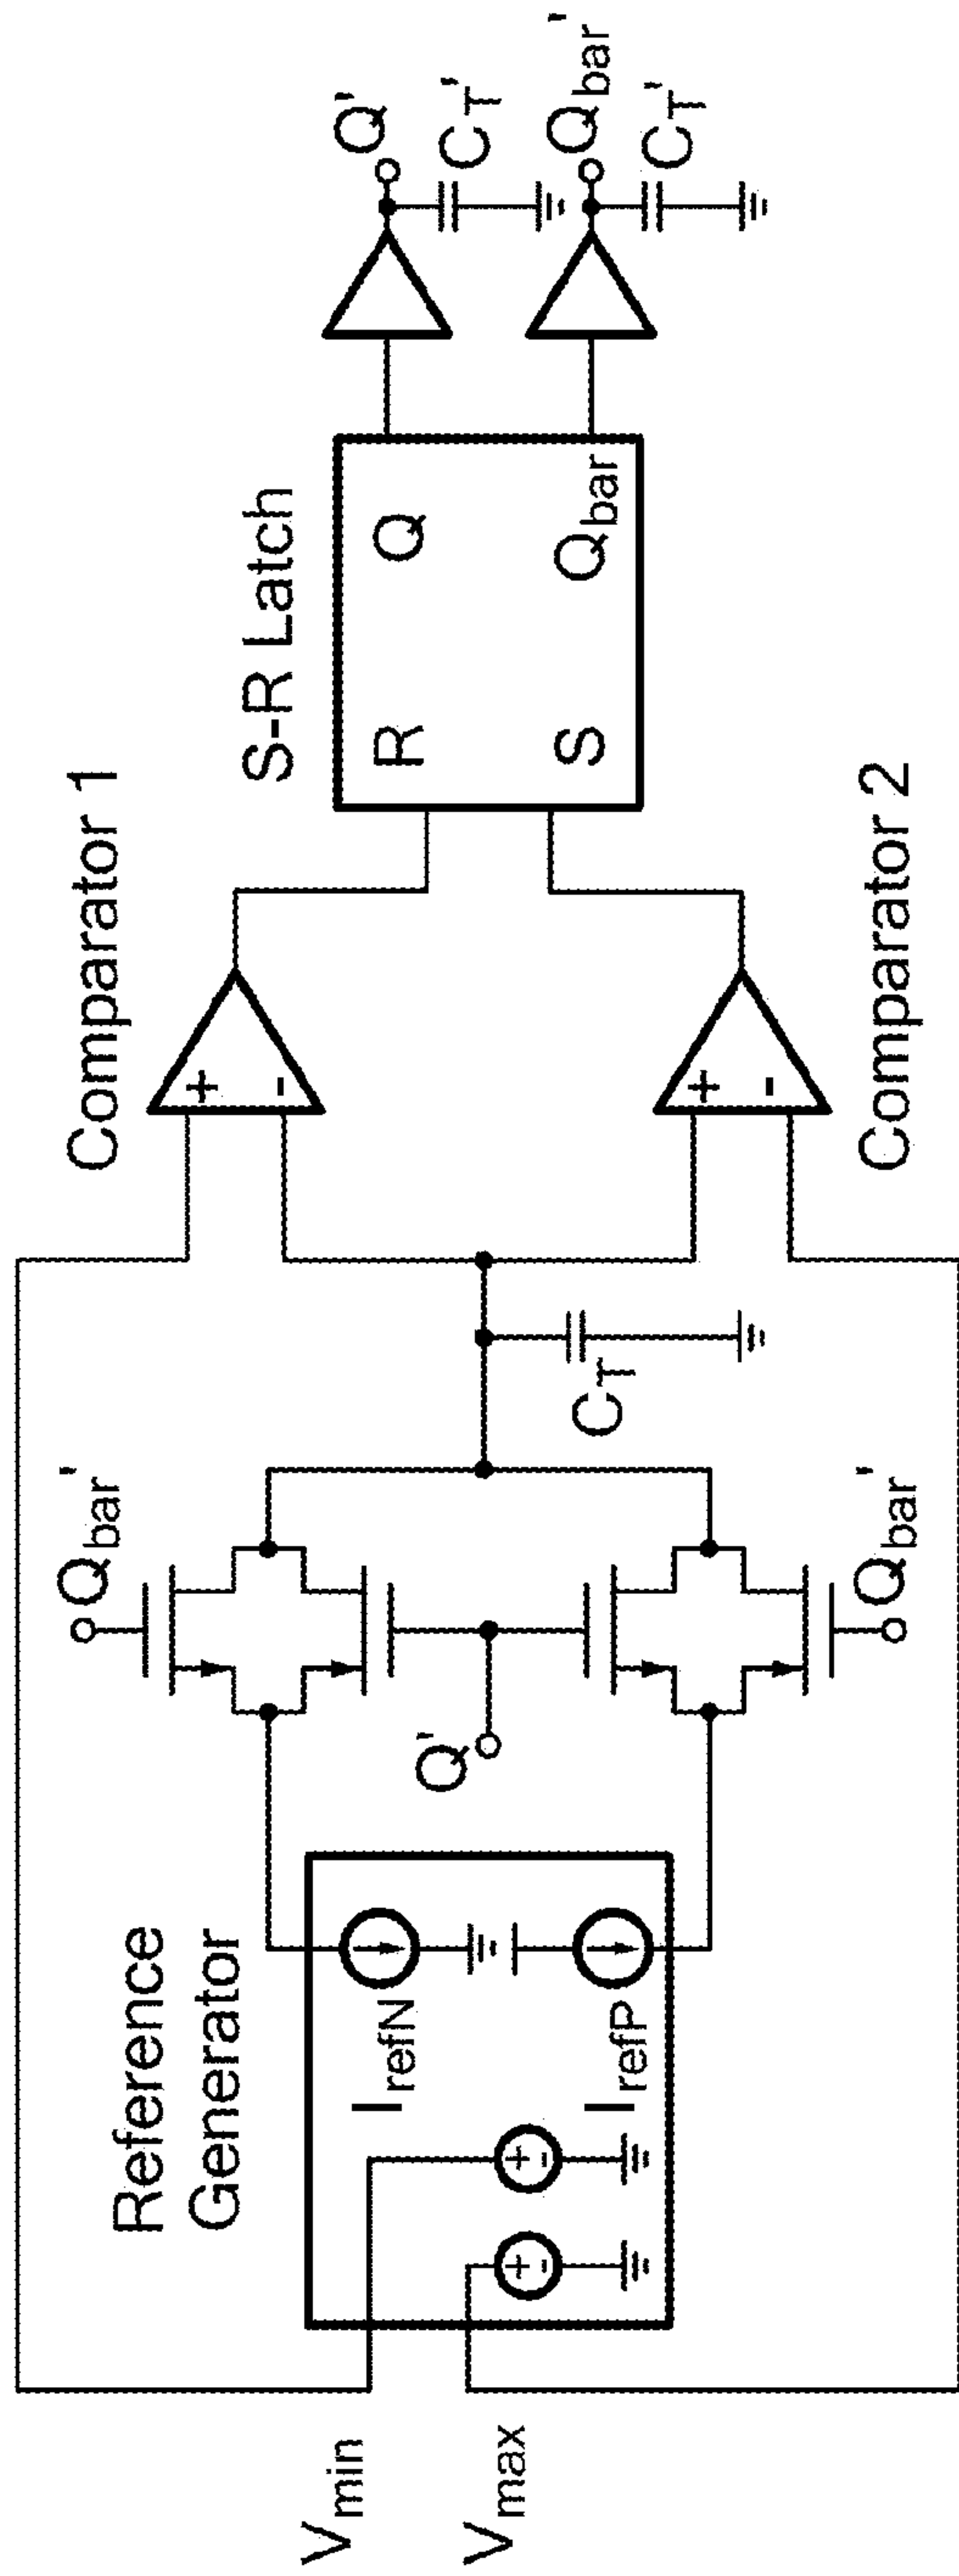 Reference
Generator
V_min
V_max
I_refN
I_refP
+
-
+
-
Q_bar'
Q'
Q_bar'
C_T
Comparator 1
+
-
Comparator 2
+
-
S-R Latch
R
Q
S
Q_bar
Q'
C_T'
Q_bar'
C_T'